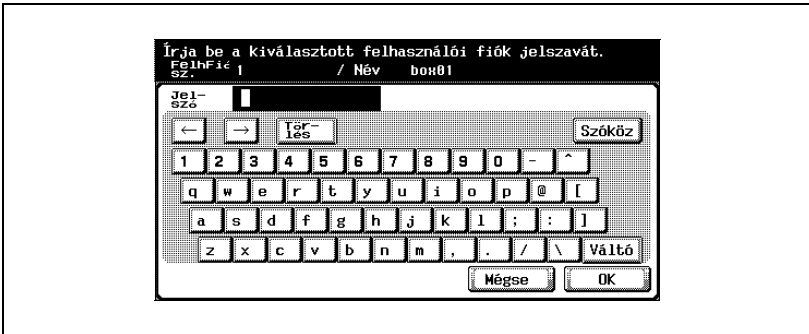 Írja be a kiválasztott felhasználói fiók jelszavát.
FelhFió sz. 1 / Név box01
Jel-szó
← → Tör-lés Szóköz
1 2 3 4 5 6 7 8 9 0 - ^
q w e r t y u i o p @ [
a s d f g h j k l ; : ]
z x c v b n m , . / \ Váltó
Mégse OK